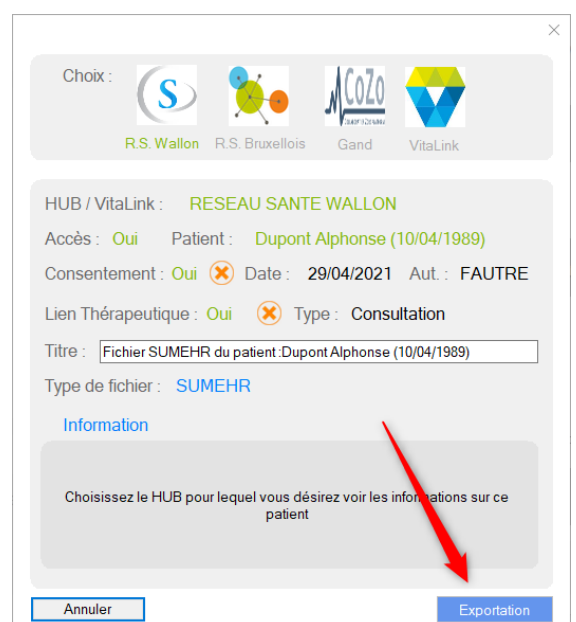 Choix :
S
CoZo
R.S. Wallon R.S. Bruxellois Gand VitaLink
HUB / VitaLink : RESEAU SANTE WALLON
Accès : Oui Patient : Dupont Alphonse (10/04/1989)
Consentement : Oui Date : 29/04/2021 Aut. : FAUTRE
Lien Thérapeutique : Oui Type : Consultation
Titre : Fichier SUMEHR du patient :Dupont Alphonse (10/04/1989)
Type de fichier : SUMEHR
Information
Choisissez le HUB pour lequel vous désirez voir les informations sur ce
patient
Annuler Exportation